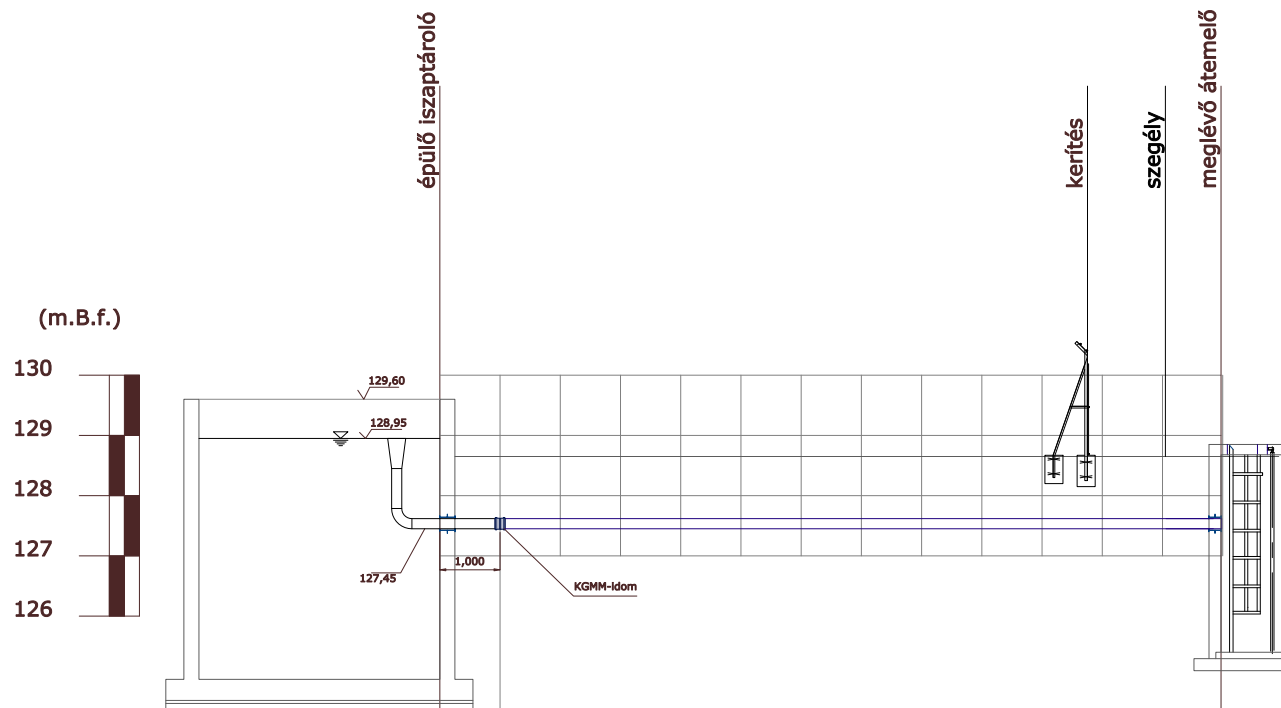 épülő iszaptároló
kerítés
szegély
meglévő átemelő
(m.B.f.)
130
129
128
127
126
129,60
128,95
127,45
1,000
KGMM-idom